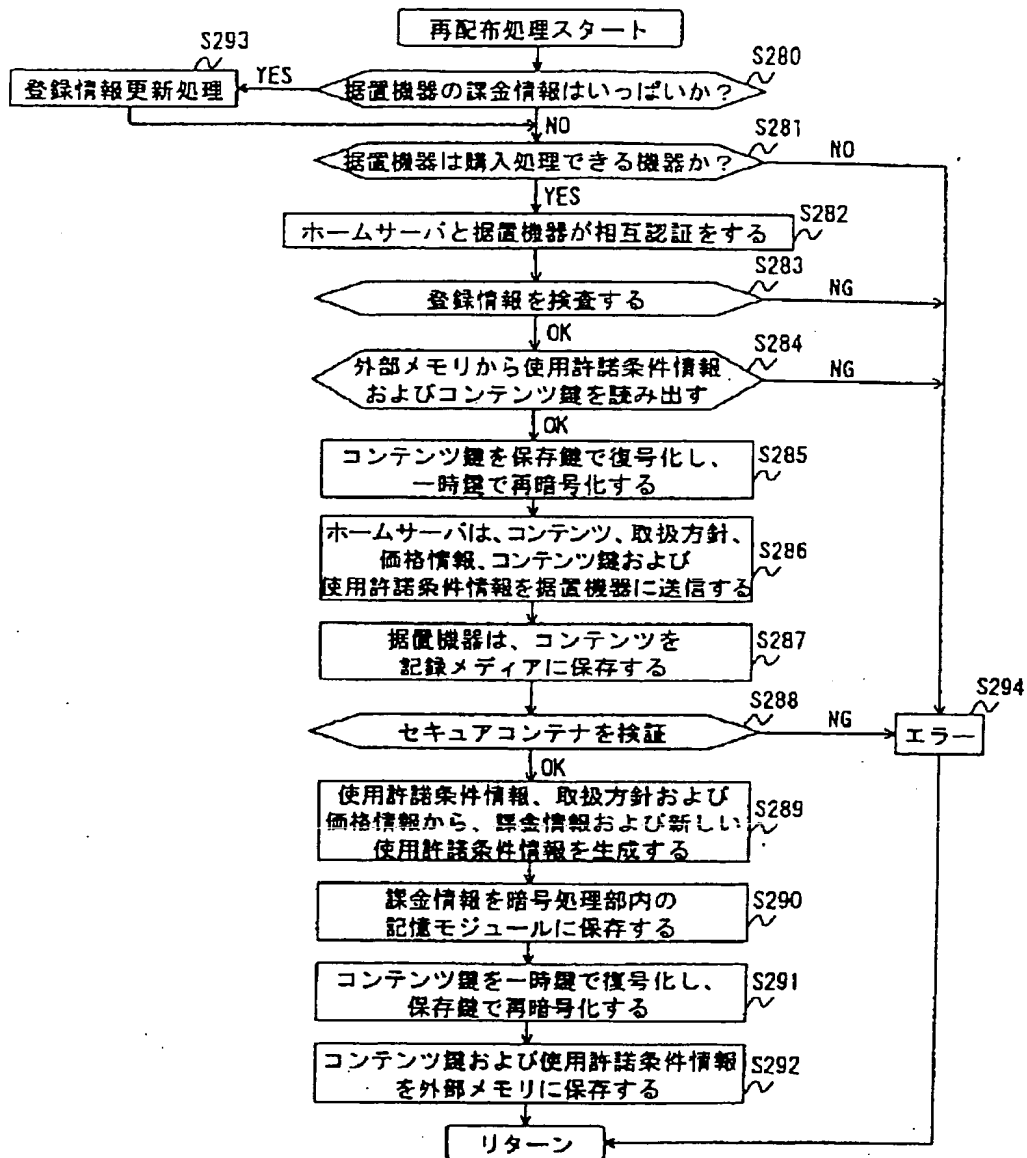 再配布処理スタート
S293
登録情報更新処理
YES
S280
据置機器の課金情報はいっぱいか?
NO
S281
据置機器は購入処理できる機器か?
NO
YES
S282
ホームサーバと据置機器が相互認証をする
S283
登録情報を検査する
NG
OK
S284
外部メモリから使用許諾条件情報
およびコンテンツ鍵を読み出す
NG
OK
S285
コンテンツ鍵を保存鍵で復号化し、
一時鍵で再暗号化する
S286
ホームサーバは、コンテンツ、取扱方針、
価格情報、コンテンツ鍵および
使用許諾条件情報を据置機器に送信する
S287
据置機器は、コンテンツを
記録メディアに保存する
S288
セキュアコンテナを検証
NG
S294
エラー
OK
S289
使用許諾条件情報、取扱方針および
価格情報から、課金情報および新しい
使用許諾条件情報を生成する
S290
課金情報を暗号処理部内の
記憶モジュールに保存する
S291
コンテンツ鍵を一時鍵で復号化し、
保存鍵で再暗号化する
S292
コンテンツ鍵および使用許諾条件情報
を外部メモリに保存する
リターン